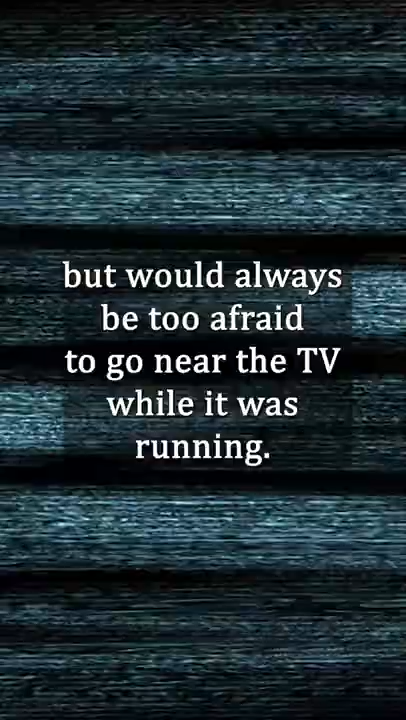 but would always
be too afraid
to go near the TV
while it was
running.